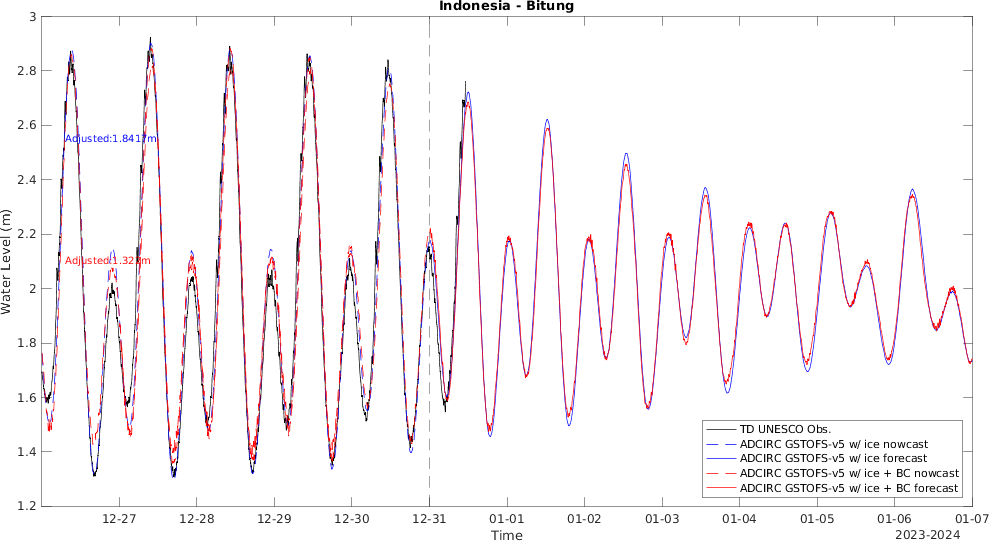 Indonesia - Bitung
3
2.8
2.6
2.4
2.2
2
1.8
1.6
1.4
1.2
Water Level (m)
Adjusted:1.8417m
Adjusted:1.327m
TD UNESCO Obs.
ADCIRC GSTOFS-v5 w/ ice nowcast
ADCIRC GSTOFS-v5 w/ ice forecast
ADCIRC GSTOFS-v5 w/ ice + BC nowcast
ADCIRC GSTOFS-v5 w/ ice + BC forecast
12-27 12-28 12-29 12-30 12-31 01-01 01-02 01-03 01-04 01-05 01-06 01-07
Time
2023-2024